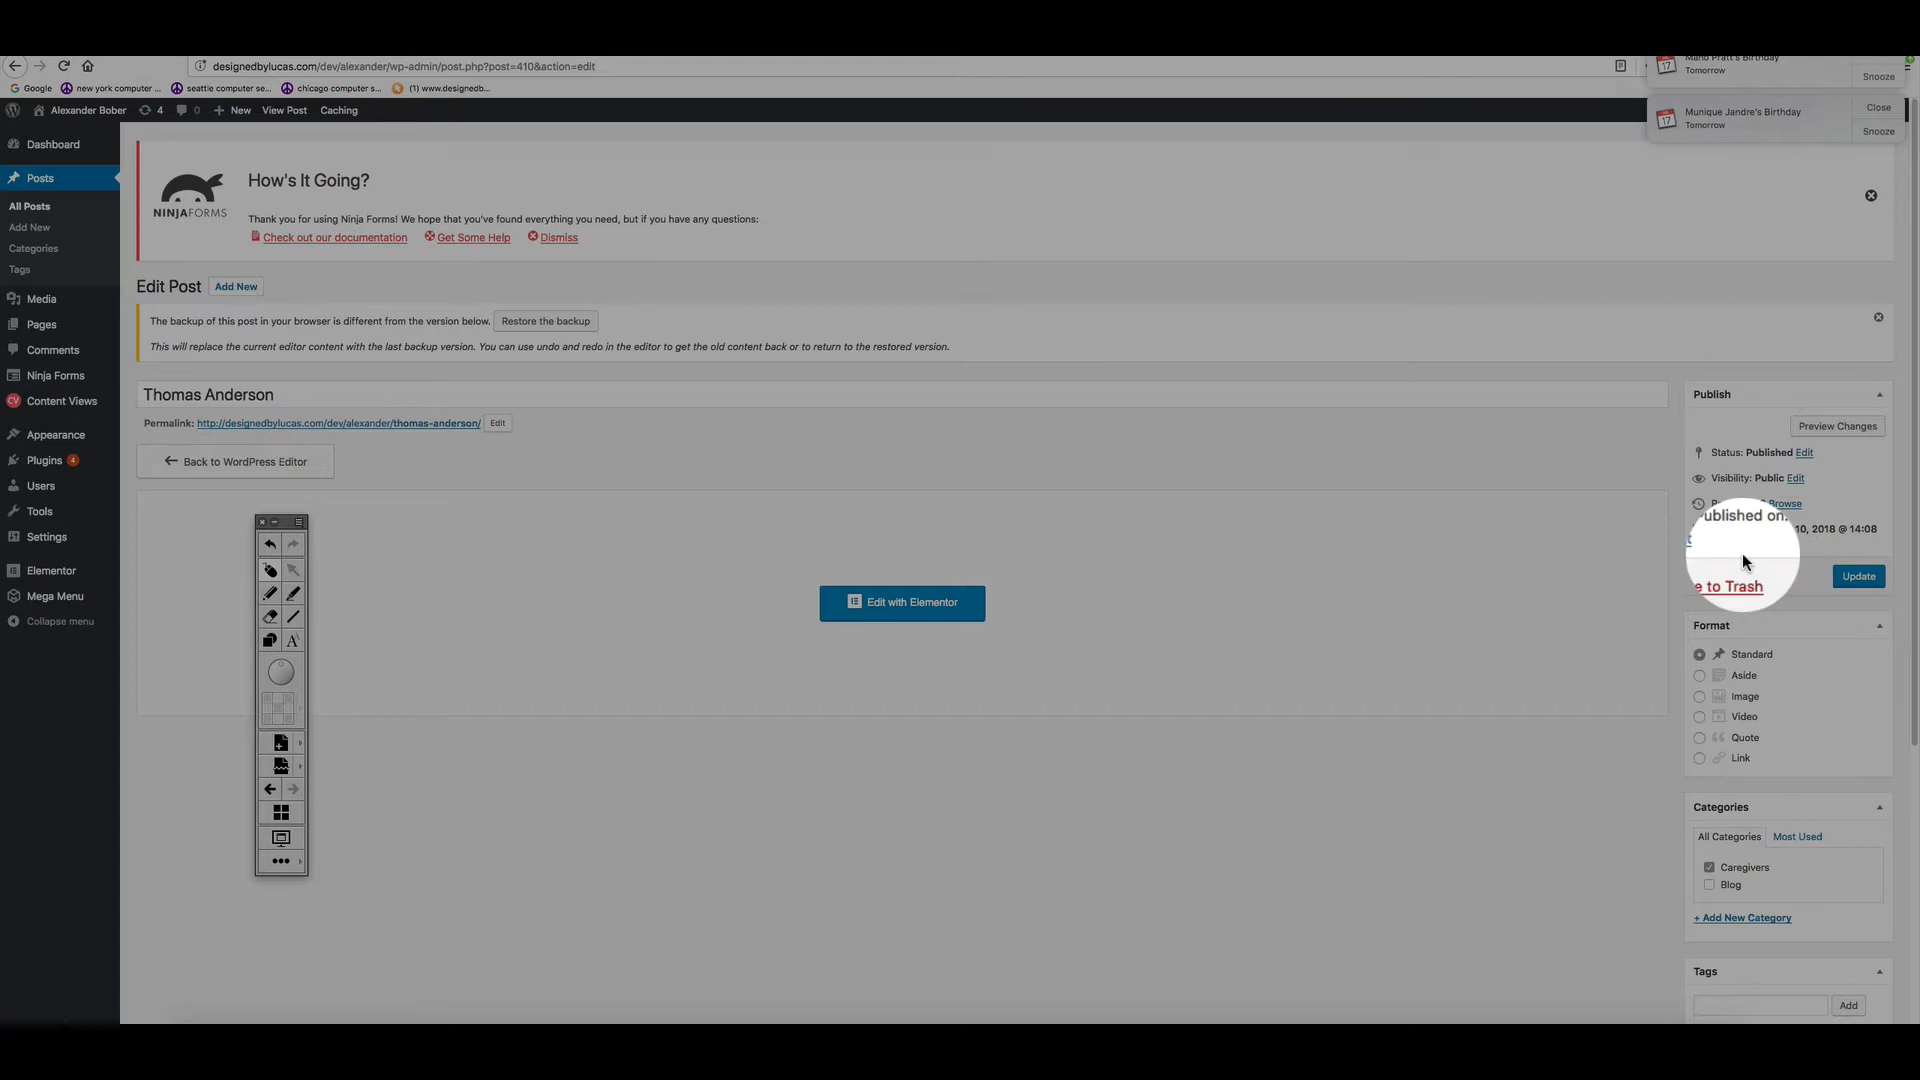 designedbylucas.com/dev/alexander/wp-admin/post.php?post=410&action=edit
Tomorrow
Snooze
Google
new york computer ...
seattle computer se...
chicago computer s...
(1) www.designedb...
Munique Jandre's Birthday
Tomorrow
Close
Snooze
Alexander Bober
4
0
New
View Post
Caching
Dashboard
Posts
All Posts
Add New
Categories
Tags
Media
Pages
Comments
Ninja Forms
CV
Content Views
Appearance
Plugins 4
Users
Tools
Settings
Elementor
Mega Menu
Collapse menu
NINJAFORMS
How's It Going?
Thank you for using Ninja Forms! We hope that you've found everything you need, but if you have any questions:
Check out our documentation
Get Some Help
Dismiss
Edit Post
Add New
The backup of this post in your browser is different from the version below.
Restore the backup
This will replace the current editor content with the last backup version. You can use undo and redo in the editor to get the old content back or to return to the restored version.
Thomas Anderson
Permalink: http://designedbylucas.com/dev/alexander/thomas-anderson/
Edit
Back to WordPress Editor
Edit with Elementor
Publish
Preview Changes
Status: Published Edit
Visibility: Public Edit
Browse
ublished on:
10, 2018 @ 14:08
e to Trash
Update
Format
Standard
Aside
Image
Video
Quote
Link
Categories
All Categories
Most Used
Caregivers
Blog
+ Add New Category
Tags
Add